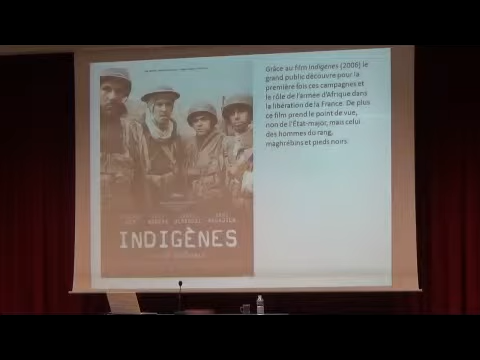 Grâce au film Indigènes (2006) le
grand public découvre pour la
première fois ces campagnes et
le rôle de l'armée d'Afrique dans
la libération de la France. De plus
ce film prend le point de vue,
non de l'État-major, mais celui
des hommes du rang,
maghrébins et pieds noirs.
INDIGÈNES